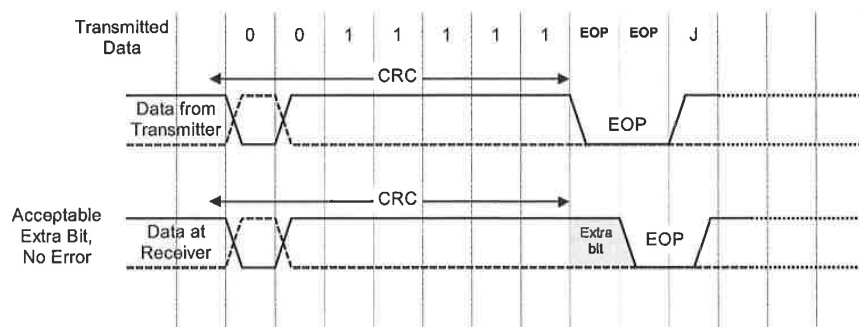 Transmitted
Data
0 0 1 1 1 1 1 EOP EOP J
CRC
Data from
Transmitter
EOP
CRC
Acceptable
Extra Bit,
No Error
Data at
Receiver
Extra
bit
EOP